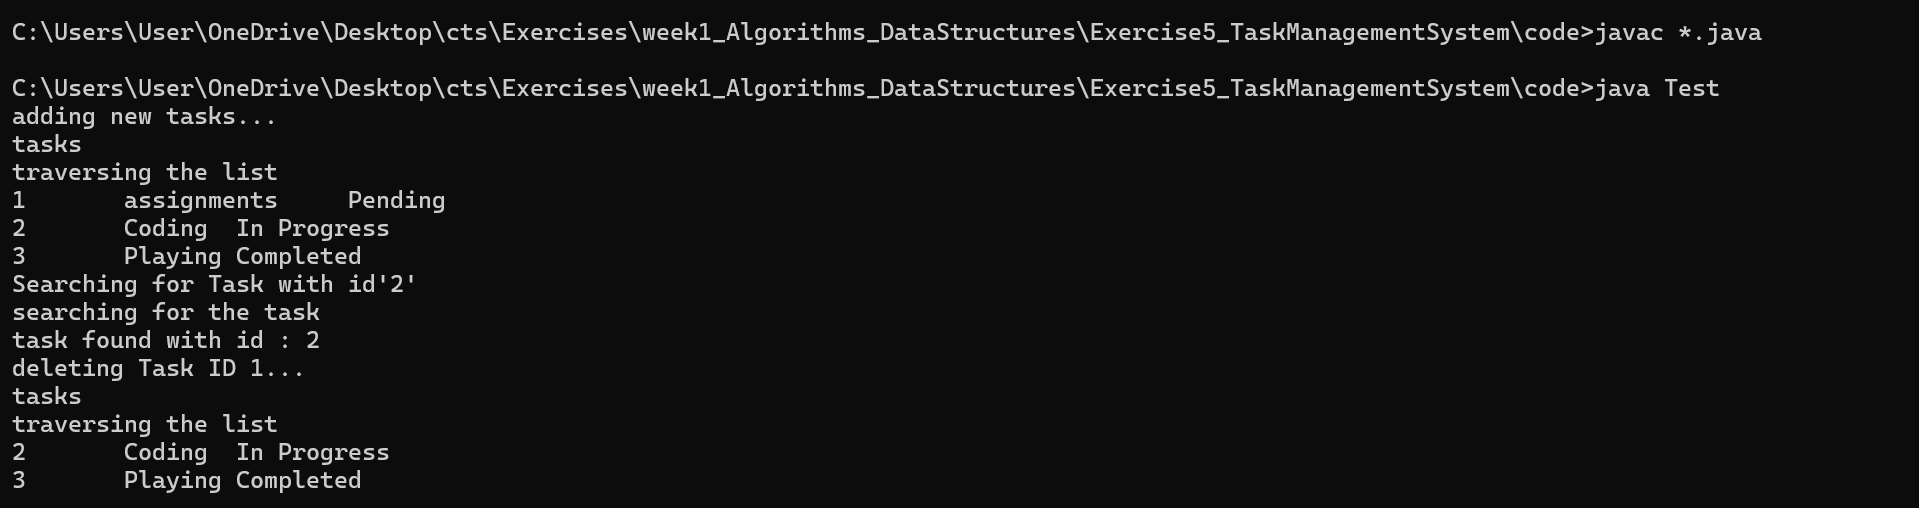 C:\Users\User\OneDrive\Desktop\cts\Exercises\week1_Algorithms_DataStructures\Exercise5_TaskManagementSystem\code>javac *.java
C:\Users\User\OneDrive\Desktop\cts\Exercises\week1_Algorithms_DataStructures\Exercise5_TaskManagementSystem\code>java Test
adding new tasks...
tasks
traversing the list
1       assignments     Pending
2       Coding  In Progress
3       Playing Completed
Searching for Task with id'2'
searching for the task
task found with id : 2
deleting Task ID 1...
tasks
traversing the list
2       Coding  In Progress
3       Playing Completed